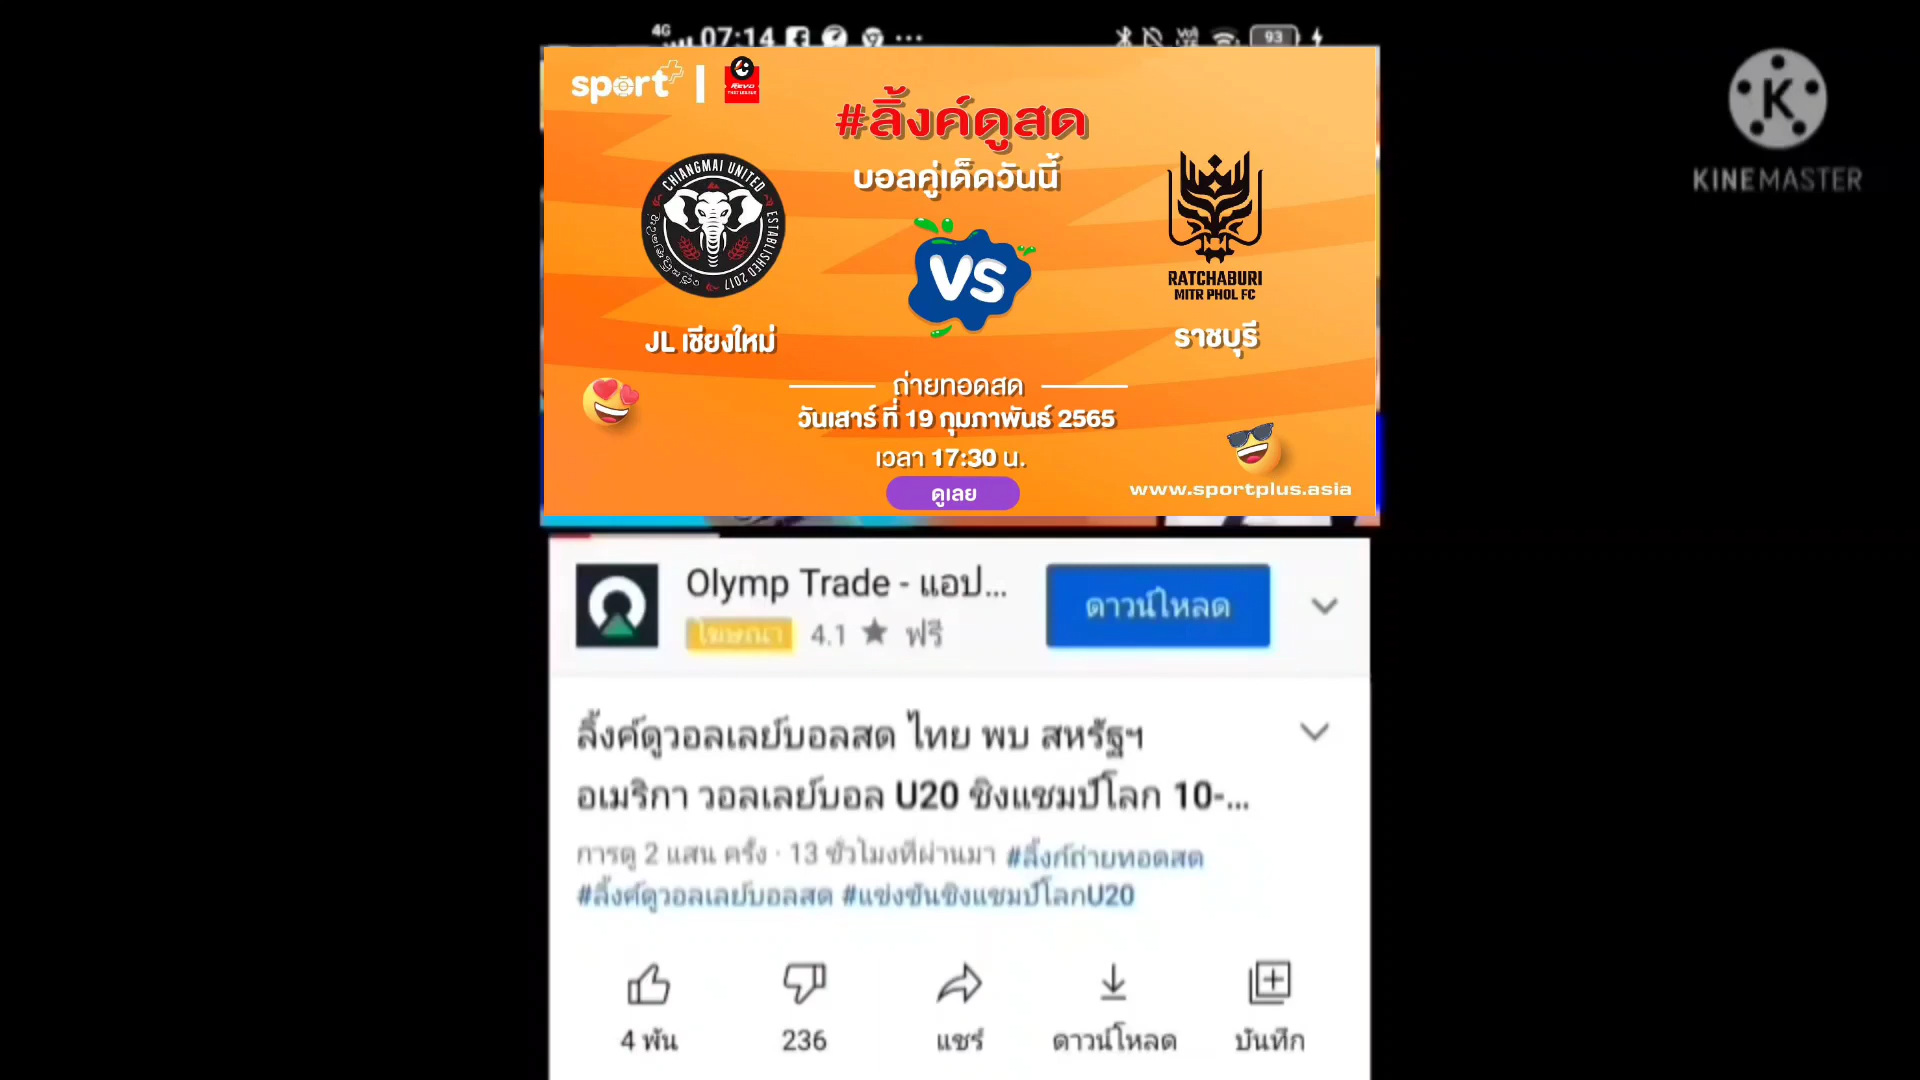 4G 07:14 93
sport+
#ลิ้งค์ดูสด
บอลคู่เด็ดวันนี้
CHIANGMAI UNITED
ESTABLISHED 2017
VS
RATCHABURI
MITR PHOL FC
JL เชียงใหม่
ราชบุรี
ถ่ายทอดสด
วันเสาร์ ที่ 19 กุมภาพันธ์ 2565
เวลา 17:30 น.
ดูเลย
www.sportplus.asia
K
KINEMASTER
Olymp Trade - แอป...
ดาวน์โหลด
โฆษณา 4.1 ★ ฟรี
ลิ้งค์ดูวอลเลย์บอลสด ไทย พบ สหรัฐฯ
อเมริกา วอลเลย์บอล U20 ชิงแชมป์โลก 10-...
การดู 2 แสน ครั้ง · 13 ชั่วโมงที่ผ่านมา #ลิ้งก์ถ่ายทอดสด
#ลิ้งค์ดูวอลเลย์บอลสด #แข่งขันชิงแชมป์โลกU20
4 พัน
236
แชร์
ดาวน์โหลด
บันทึก